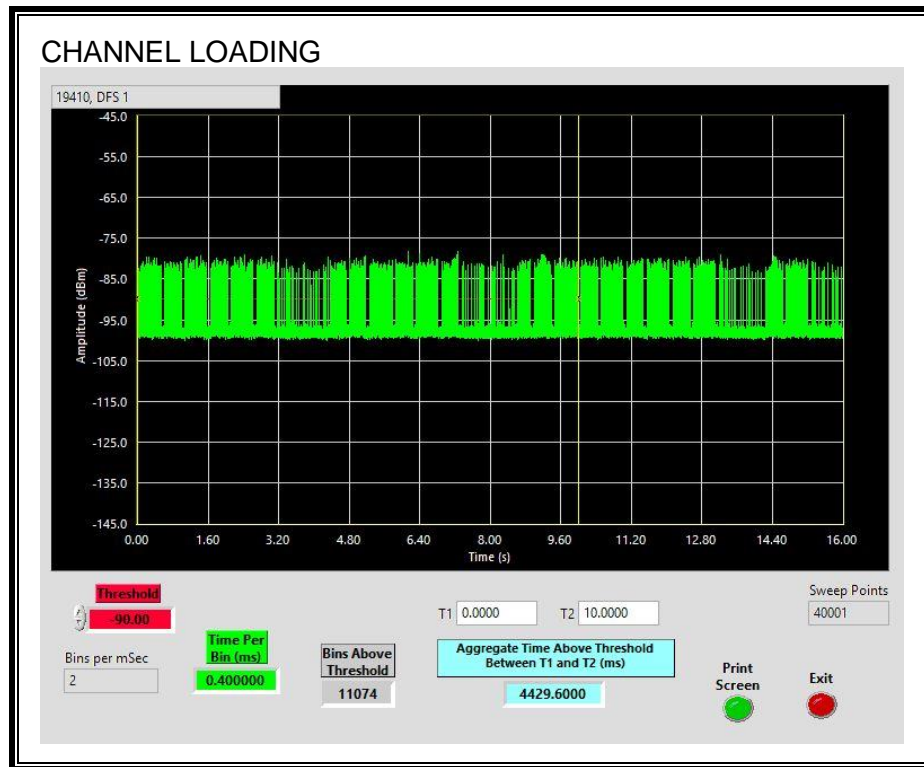 CHANNEL LOADING
19410, DFS 1
-45.0
-55.0
-65.0
-75.0
-85.0
-95.0
-105.0
-115.0
-125.0
-135.0
-145.0
Amplitude (dBm)
0.00 1.60 3.20 4.80 6.40 8.00 9.60 11.20 12.80 14.40 16.00
Time (s)
Threshold
-90.00
Bins per mSec
2
Time Per
Bin (ms)
0.400000
Bins Above
Threshold
11074
T1 0.0000 T2 10.0000
Aggregate Time Above Threshold
Between T1 and T2 (ms)
4429.6000
Sweep Points
40001
Print
Screen
Exit